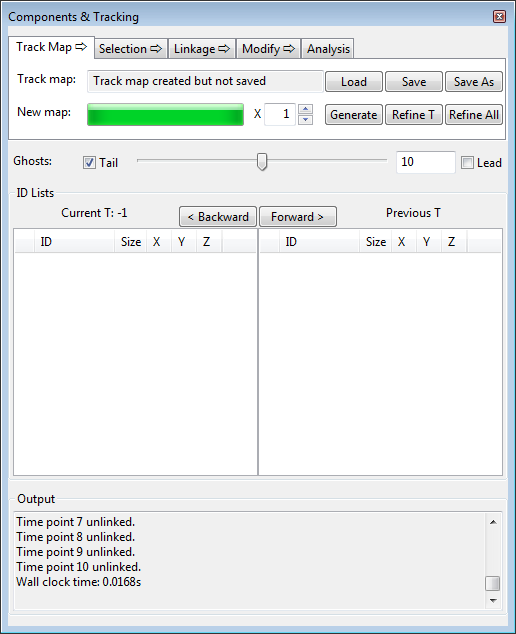 Components & Tracking
Track Map Selection Linkage Modify Analysis
Track map: Track map created but not saved Load Save Save As
New map: X 1 Generate Refine T Refine All
Ghosts: Tail 10 Lead
ID Lists
Current T: -1 < Backward Forward > Previous T
ID Size X Y Z ID Size X Y Z
Output
Time point 7 unlinked.
Time point 8 unlinked.
Time point 9 unlinked.
Time point 10 unlinked.
Wall clock time: 0.0168s